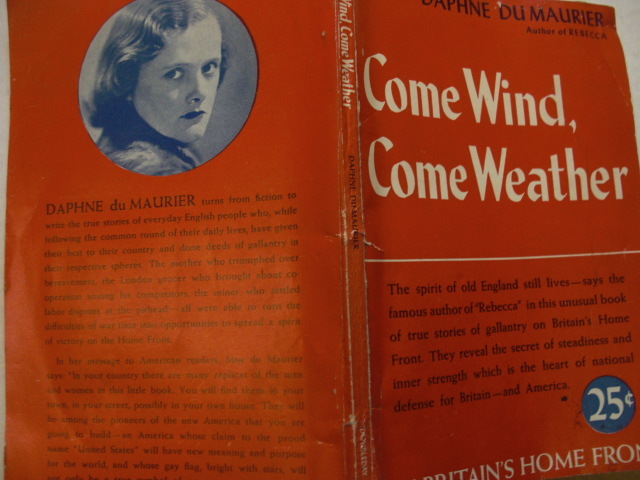 DAPHNE DU MAURIER
Author of REBECCA
Come Wind,
Come Weather
The spirit of old England still lives—says the
famous author of "Rebecca" in this unusual book
of true stories of gallantry on Britain's Home
Front. They reveal the secret of steadiness and
inner strength which is the heart of national
defense for Britain—and America.
25¢
BRITAIN'S HOME FRON
Wind, Come Weather
DAPHNE DU MAURIER
DAPHNE du MAURIER turns from fiction to
write the true stories of everyday English people who, while
following the common round of their daily lives, have given
their best to their country and done deeds of gallantry in
their respective spheres. The mother who triumphed over
bereavement, the London grocer who brought about co-
operation among his competitors, the miner who settled
labor disputes at the pithead—all were able to turn the
difficulties of war time into opportunities to spread a spirit
of victory on the Home Front.
In her message to American readers, Miss du Maurier
says: "In your country there are many replicas of the men
and women in this little book. You will find them in your
town, in your street, possibly in your own house. They will
be among the pioneers of the new America that you are
going to build—an America whose claim to the proud
name "United States" will have new meaning and purpose
for the world, and whose gay flag, bright with stars, will
not only be a true symbol of